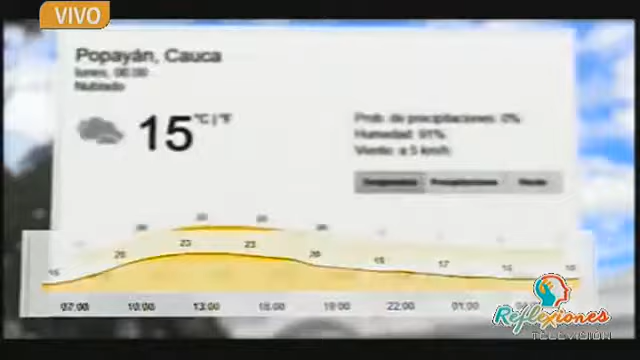 VIVO
Popayán, Cauca
lunes, 06:00
Nublado
15 °C | °F
Prob. de precipitaciones: 0%
Humedad: 91%
Viento: a 5 km/h
Temperatura Precipitaciones Viento
23 23
20 20
15 17
07:00 10:00 13:00 16:00 19:00 22:00 01:00
Reflexiones
TELEVISIÓN